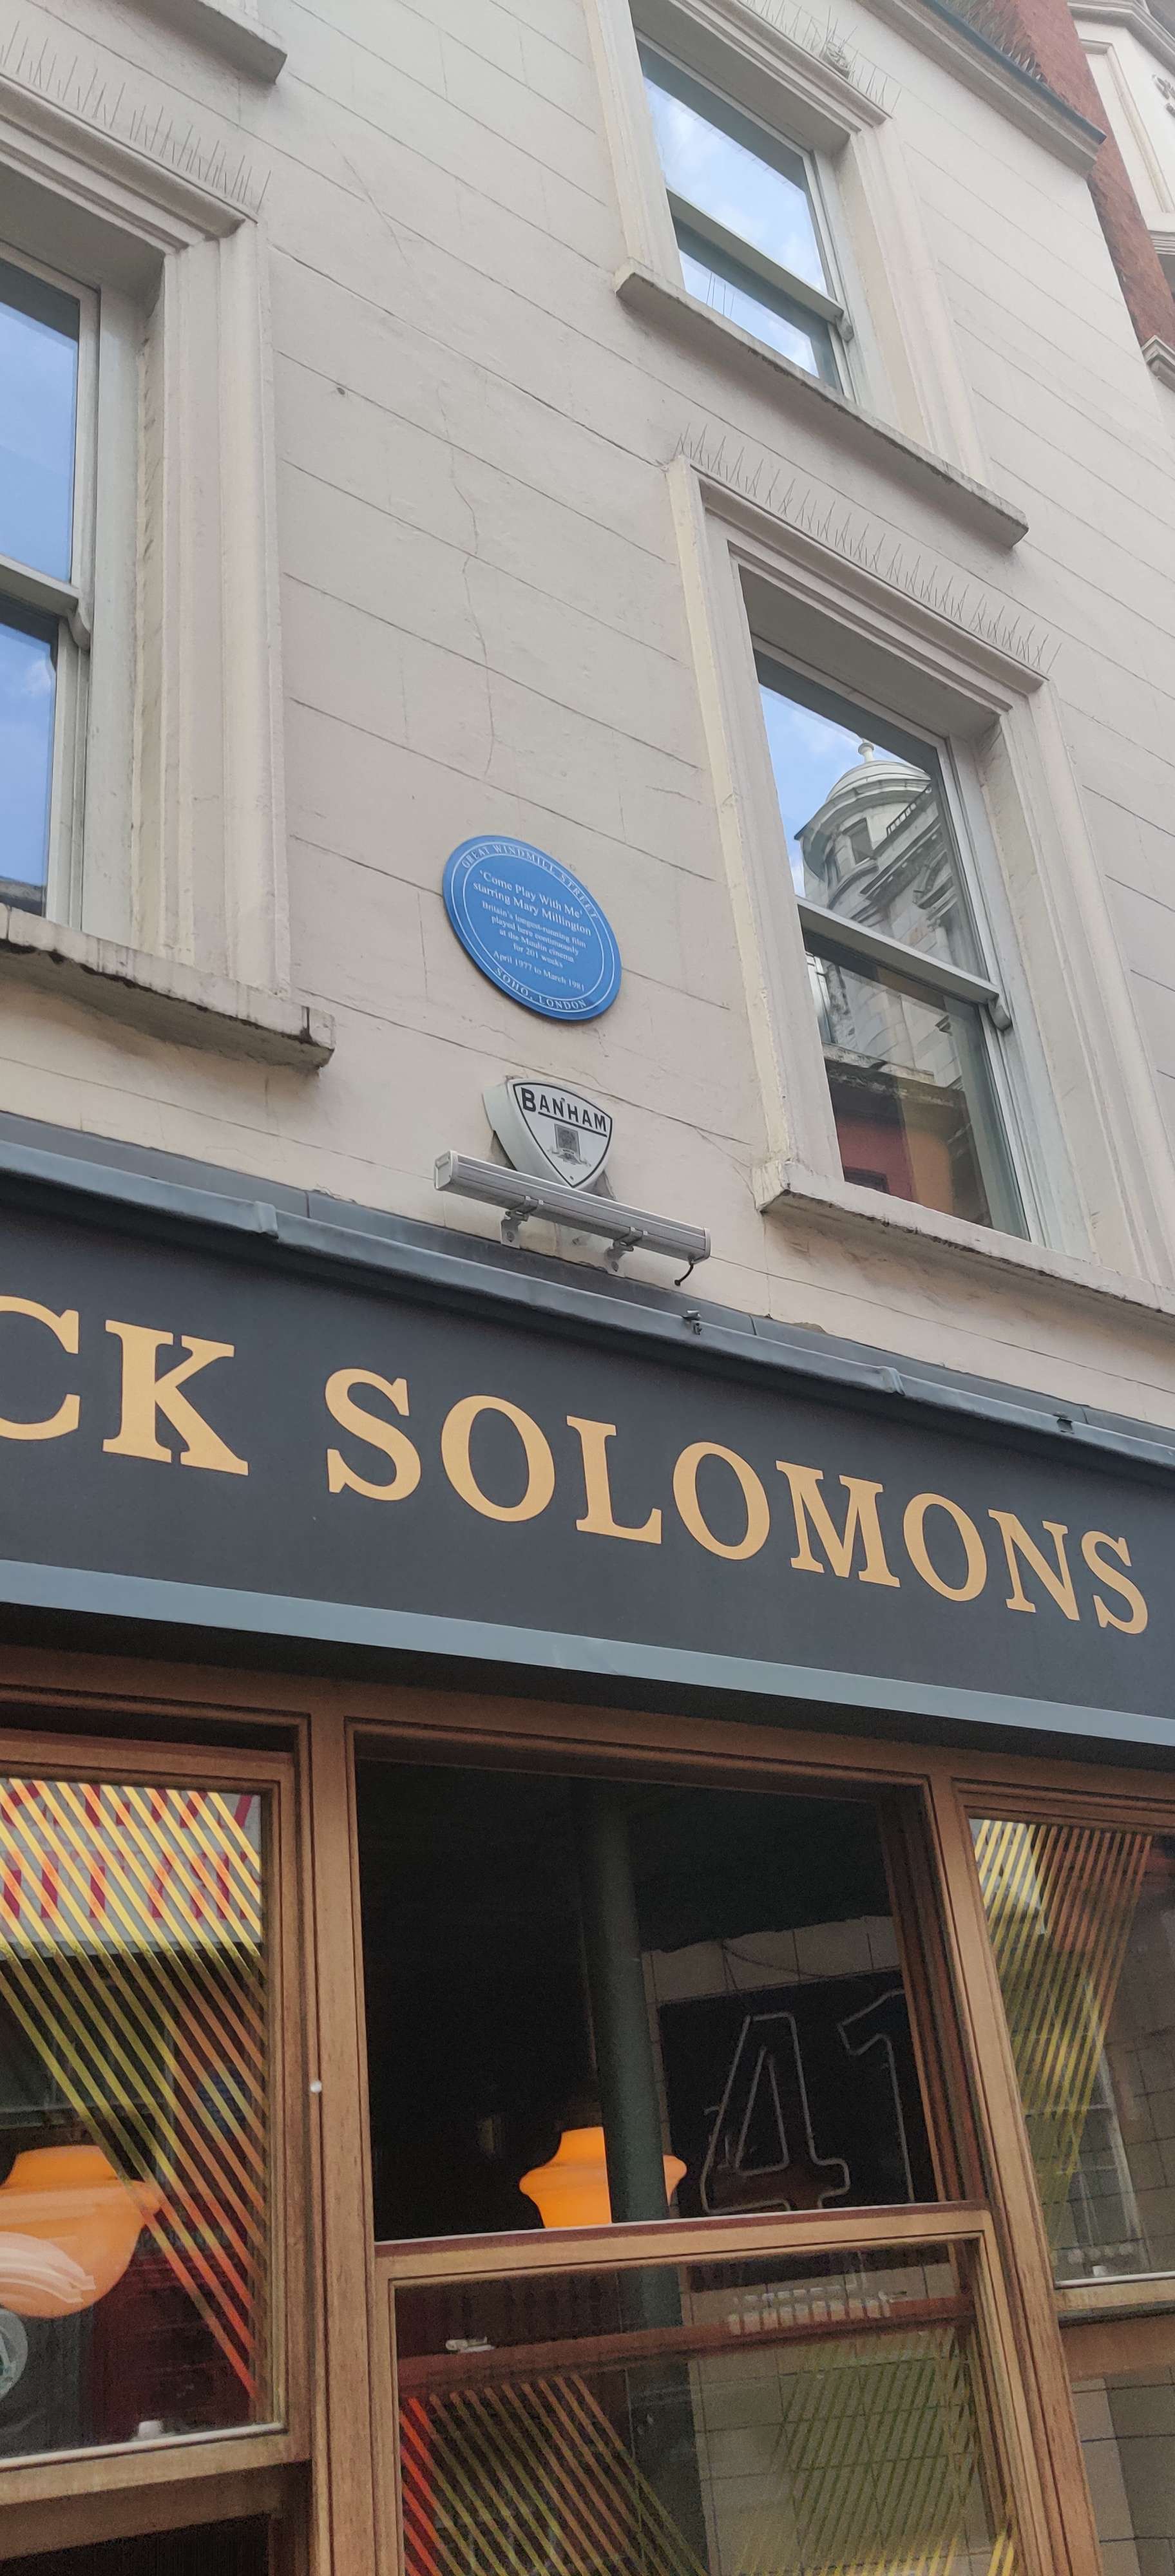 GREAT WINDMILL STREET
'Come Play With Me'
starring Mary Millington
Britain's longest-running film
played here continuously
at the Moulin cinema
for 201 weeks
April 1977 to March 1981
SOHO, LONDON
BANHAM
CK SOLOMONS
41